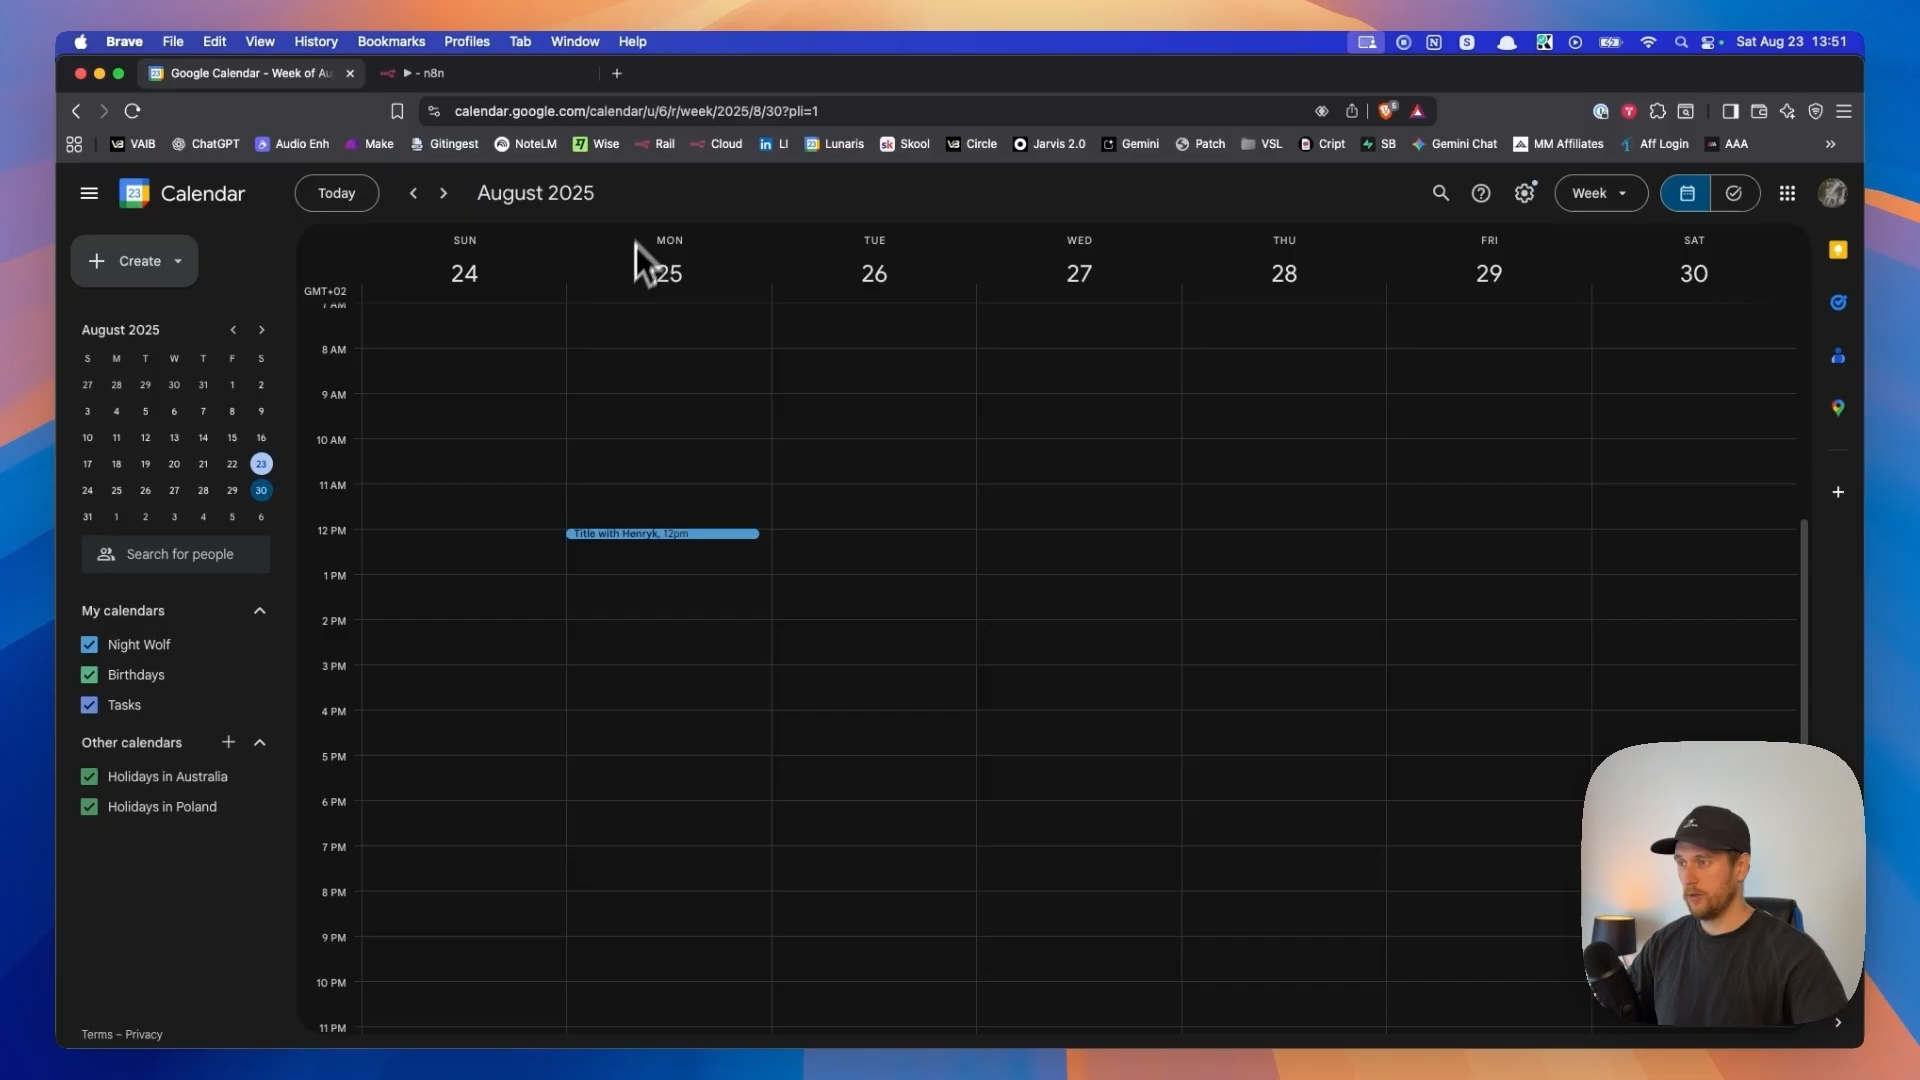 Brave File Edit View History Bookmarks Profiles Tab Window Help Sat Aug 23 13:51
Google Calendar - Week of Au - n8n
calendar.google.com/calendar/u/6/r/week/2025/8/30?pli=1
VAIB ChatGPT Audio Enh Make Gitingest NoteLM Wise Rail Cloud LI Lunaris Skool Circle Jarvis 2.0 Gemini Patch VSL Cript SB Gemini Chat MM Affiliates Aff Login AAA
Calendar Today August 2025 Week
Create
SUN MON TUE WED THU FRI SAT
24 25 26 27 28 29 30
GMT+02
7 AM
8 AM
9 AM
10 AM
11 AM
12 PM
1 PM
2 PM
3 PM
4 PM
5 PM
6 PM
7 PM
8 PM
9 PM
10 PM
11 PM
Title with Henryk, 12pm
August 2025
S M T W T F S
27 28 29 30 31 1 2
3 4 5 6 7 8 9
10 11 12 13 14 15 16
17 18 19 20 21 22 23
24 25 26 27 28 29 30
31 1 2 3 4 5 6
Search for people
My calendars
Night Wolf
Birthdays
Tasks
Other calendars
Holidays in Australia
Holidays in Poland
Terms – Privacy